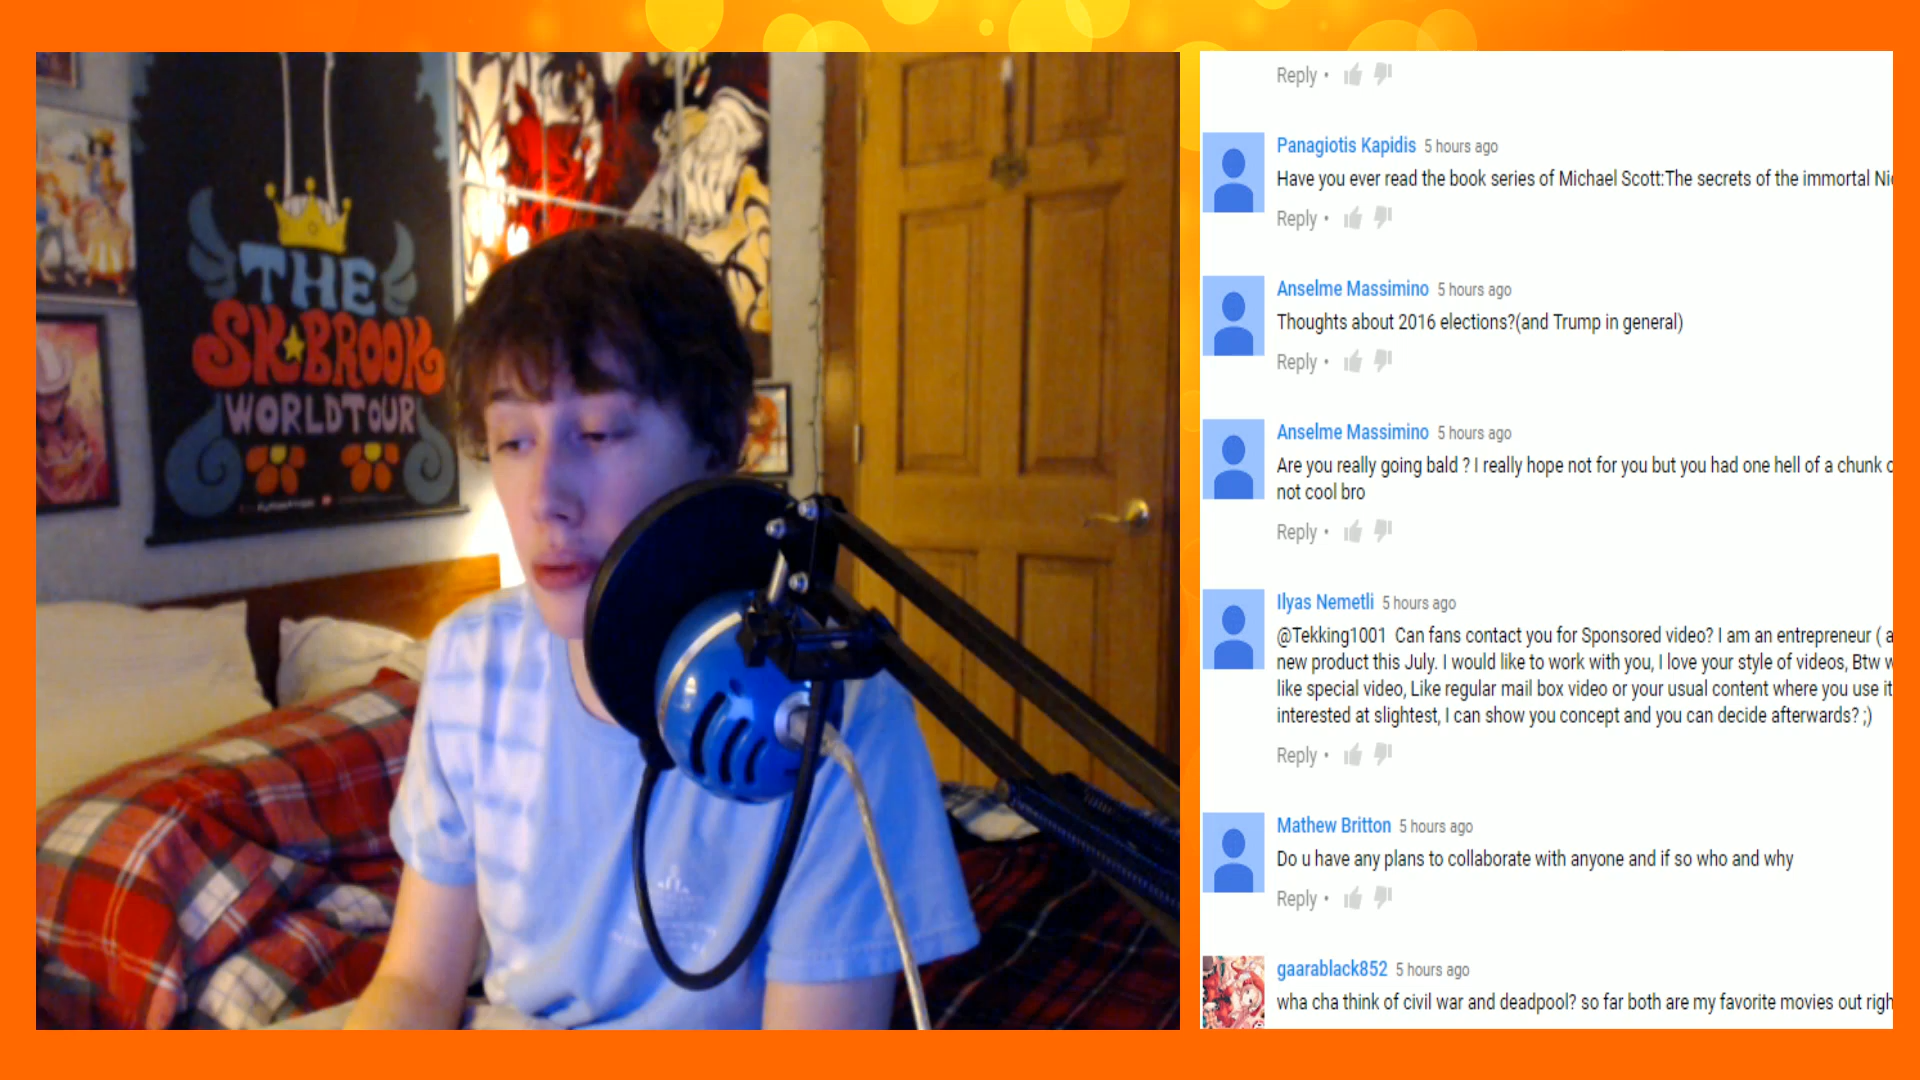 THE
SK★BROOK
WORLD TOUR
Reply •
Panagiotis Kapidis 5 hours ago
Have you ever read the book series of Michael Scott:The secrets of the immortal
Reply •
Anselme Massimino 5 hours ago
Thoughts about 2016 elections?(and Trump in general)
Reply •
Anselme Massimino 5 hours ago
Are you really going bald ? I really hope not for you but you had one hell of a chunk
not cool bro
Reply •
Ilyas Nemetli 5 hours ago
@Tekking1001 Can fans contact you for Sponsored video? I am an entrepreneur (
new product this July. I would like to work with you, I love your style of videos, Btw
like special video, Like regular mail box video or your usual content where you use it
interested at slightest, I can show you concept and you can decide afterwards? ;)
Reply •
Mathew Britton 5 hours ago
Do u have any plans to collaborate with anyone and if so who and why
Reply •
gaarablack852 5 hours ago
wha cha think of civil war and deadpool? so far both are my favorite movies out